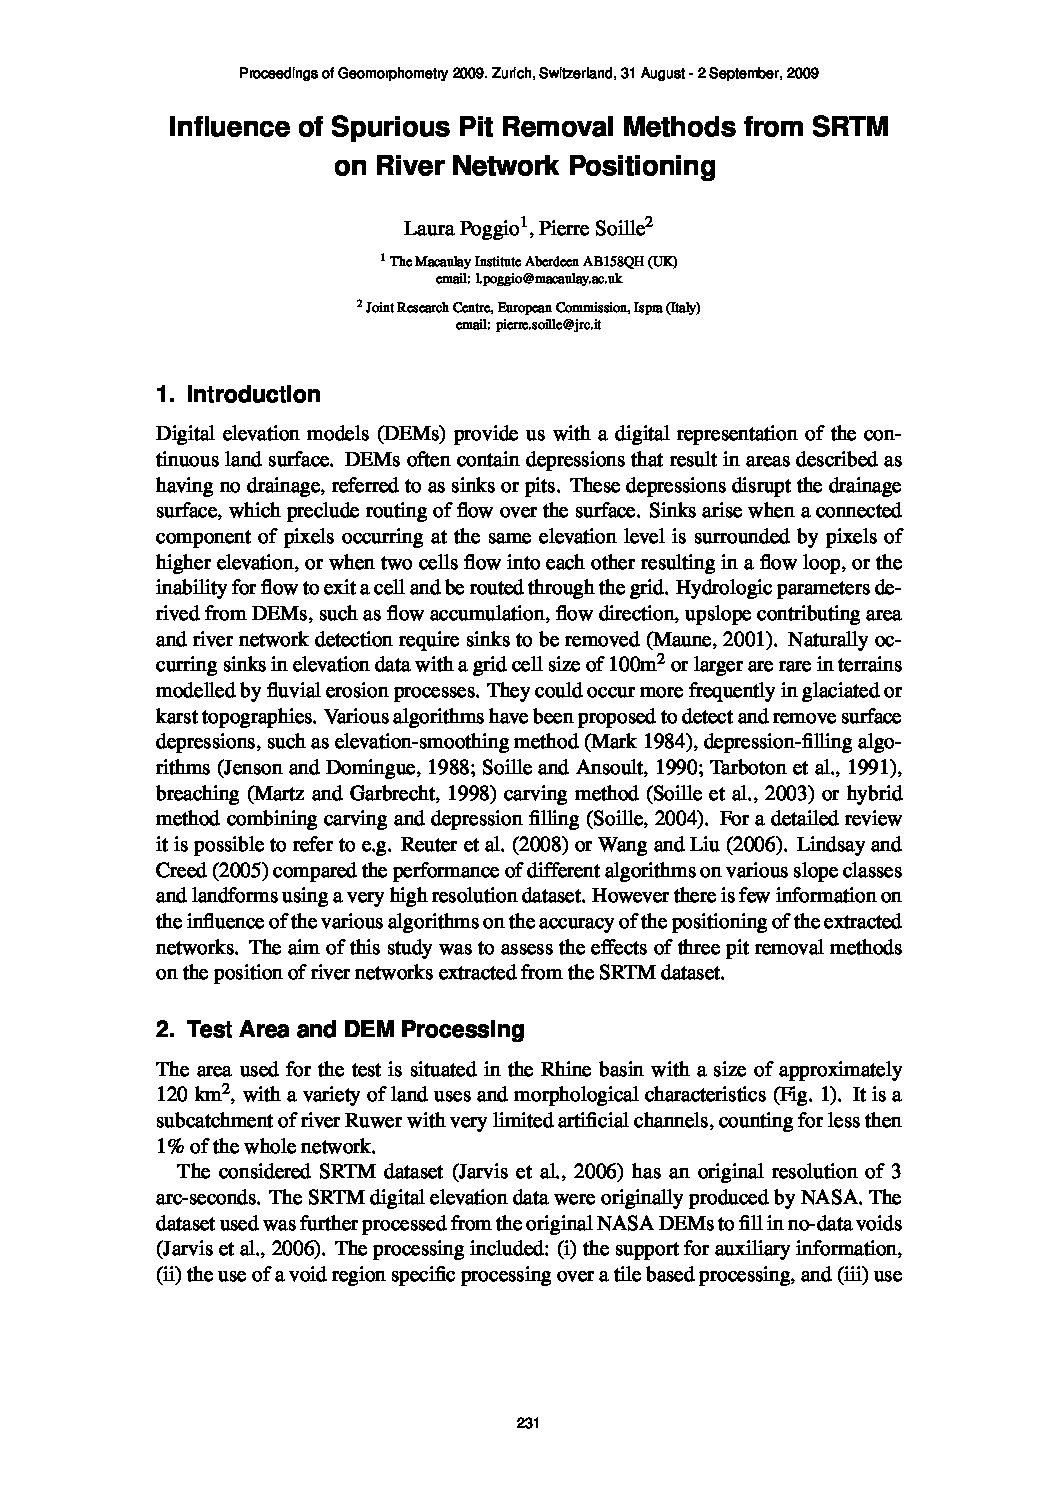 Proceedings of Geomorphometry 2009. Zurich, Switzerland, 31 August - 2 September, 2009
Influence of Spurious Pit Removal Methods from SRTM
on River Network Positioning
Laura Poggio1, Pierre Soille2
1 The Macaulay Institute Aberdeen AB158QH (UK)
email: l.poggio@macaulay.ac.uk
2 Joint Research Centre, European Commission, Ispra (Italy)
email: pierre.soille@jrc.it
1. Introduction
Digital elevation models (DEMs) provide us with a digital representation of the con-
tinuous land surface. DEMs often contain depressions that result in areas described as
having no drainage, referred to as sinks or pits. These depressions disrupt the drainage
surface, which preclude routing of flow over the surface. Sinks arise when a connected
component of pixels occurring at the same elevation level is surrounded by pixels of
higher elevation, or when two cells flow into each other resulting in a flow loop, or the
inability for flow to exit a cell and be routed through the grid. Hydrologic parameters de-
rived from DEMs, such as flow accumulation, flow direction, upslope contributing area
and river network detection require sinks to be removed (Maune, 2001). Naturally oc-
curring sinks in elevation data with a grid cell size of 100m2 or larger are rare in terrains
modelled by fluvial erosion processes. They could occur more frequently in glaciated or
karst topographies. Various algorithms have been proposed to detect and remove surface
depressions, such as elevation-smoothing method (Mark 1984), depression-filling algo-
rithms (Jenson and Domingue, 1988; Soille and Ansoult, 1990; Tarboton et al., 1991),
breaching (Martz and Garbrecht, 1998) carving method (Soille et al., 2003) or hybrid
method combining carving and depression filling (Soille, 2004). For a detailed review
it is possible to refer to e.g. Reuter et al. (2008) or Wang and Liu (2006). Lindsay and
Creed (2005) compared the performance of different algorithms on various slope classes
and landforms using a very high resolution dataset. However there is few information on
the influence of the various algorithms on the accuracy of the positioning of the extracted
networks. The aim of this study was to assess the effects of three pit removal methods
on the position of river networks extracted from the SRTM dataset.
2. Test Area and DEM Processing
The area used for the test is situated in the Rhine basin with a size of approximately
120 km2, with a variety of land uses and morphological characteristics (Fig. 1). It is a
subcatchment of river Ruwer with very limited artificial channels, counting for less then
1% of the whole network.
The considered SRTM dataset (Jarvis et al., 2006) has an original resolution of 3
arc-seconds. The SRTM digital elevation data were originally produced by NASA. The
dataset used was further processed from the original NASA DEMs to fill in no-data voids
(Jarvis et al., 2006). The processing included: (i) the support for auxiliary information,
(ii) the use of a void region specific processing over a tile based processing, and (iii) use
231